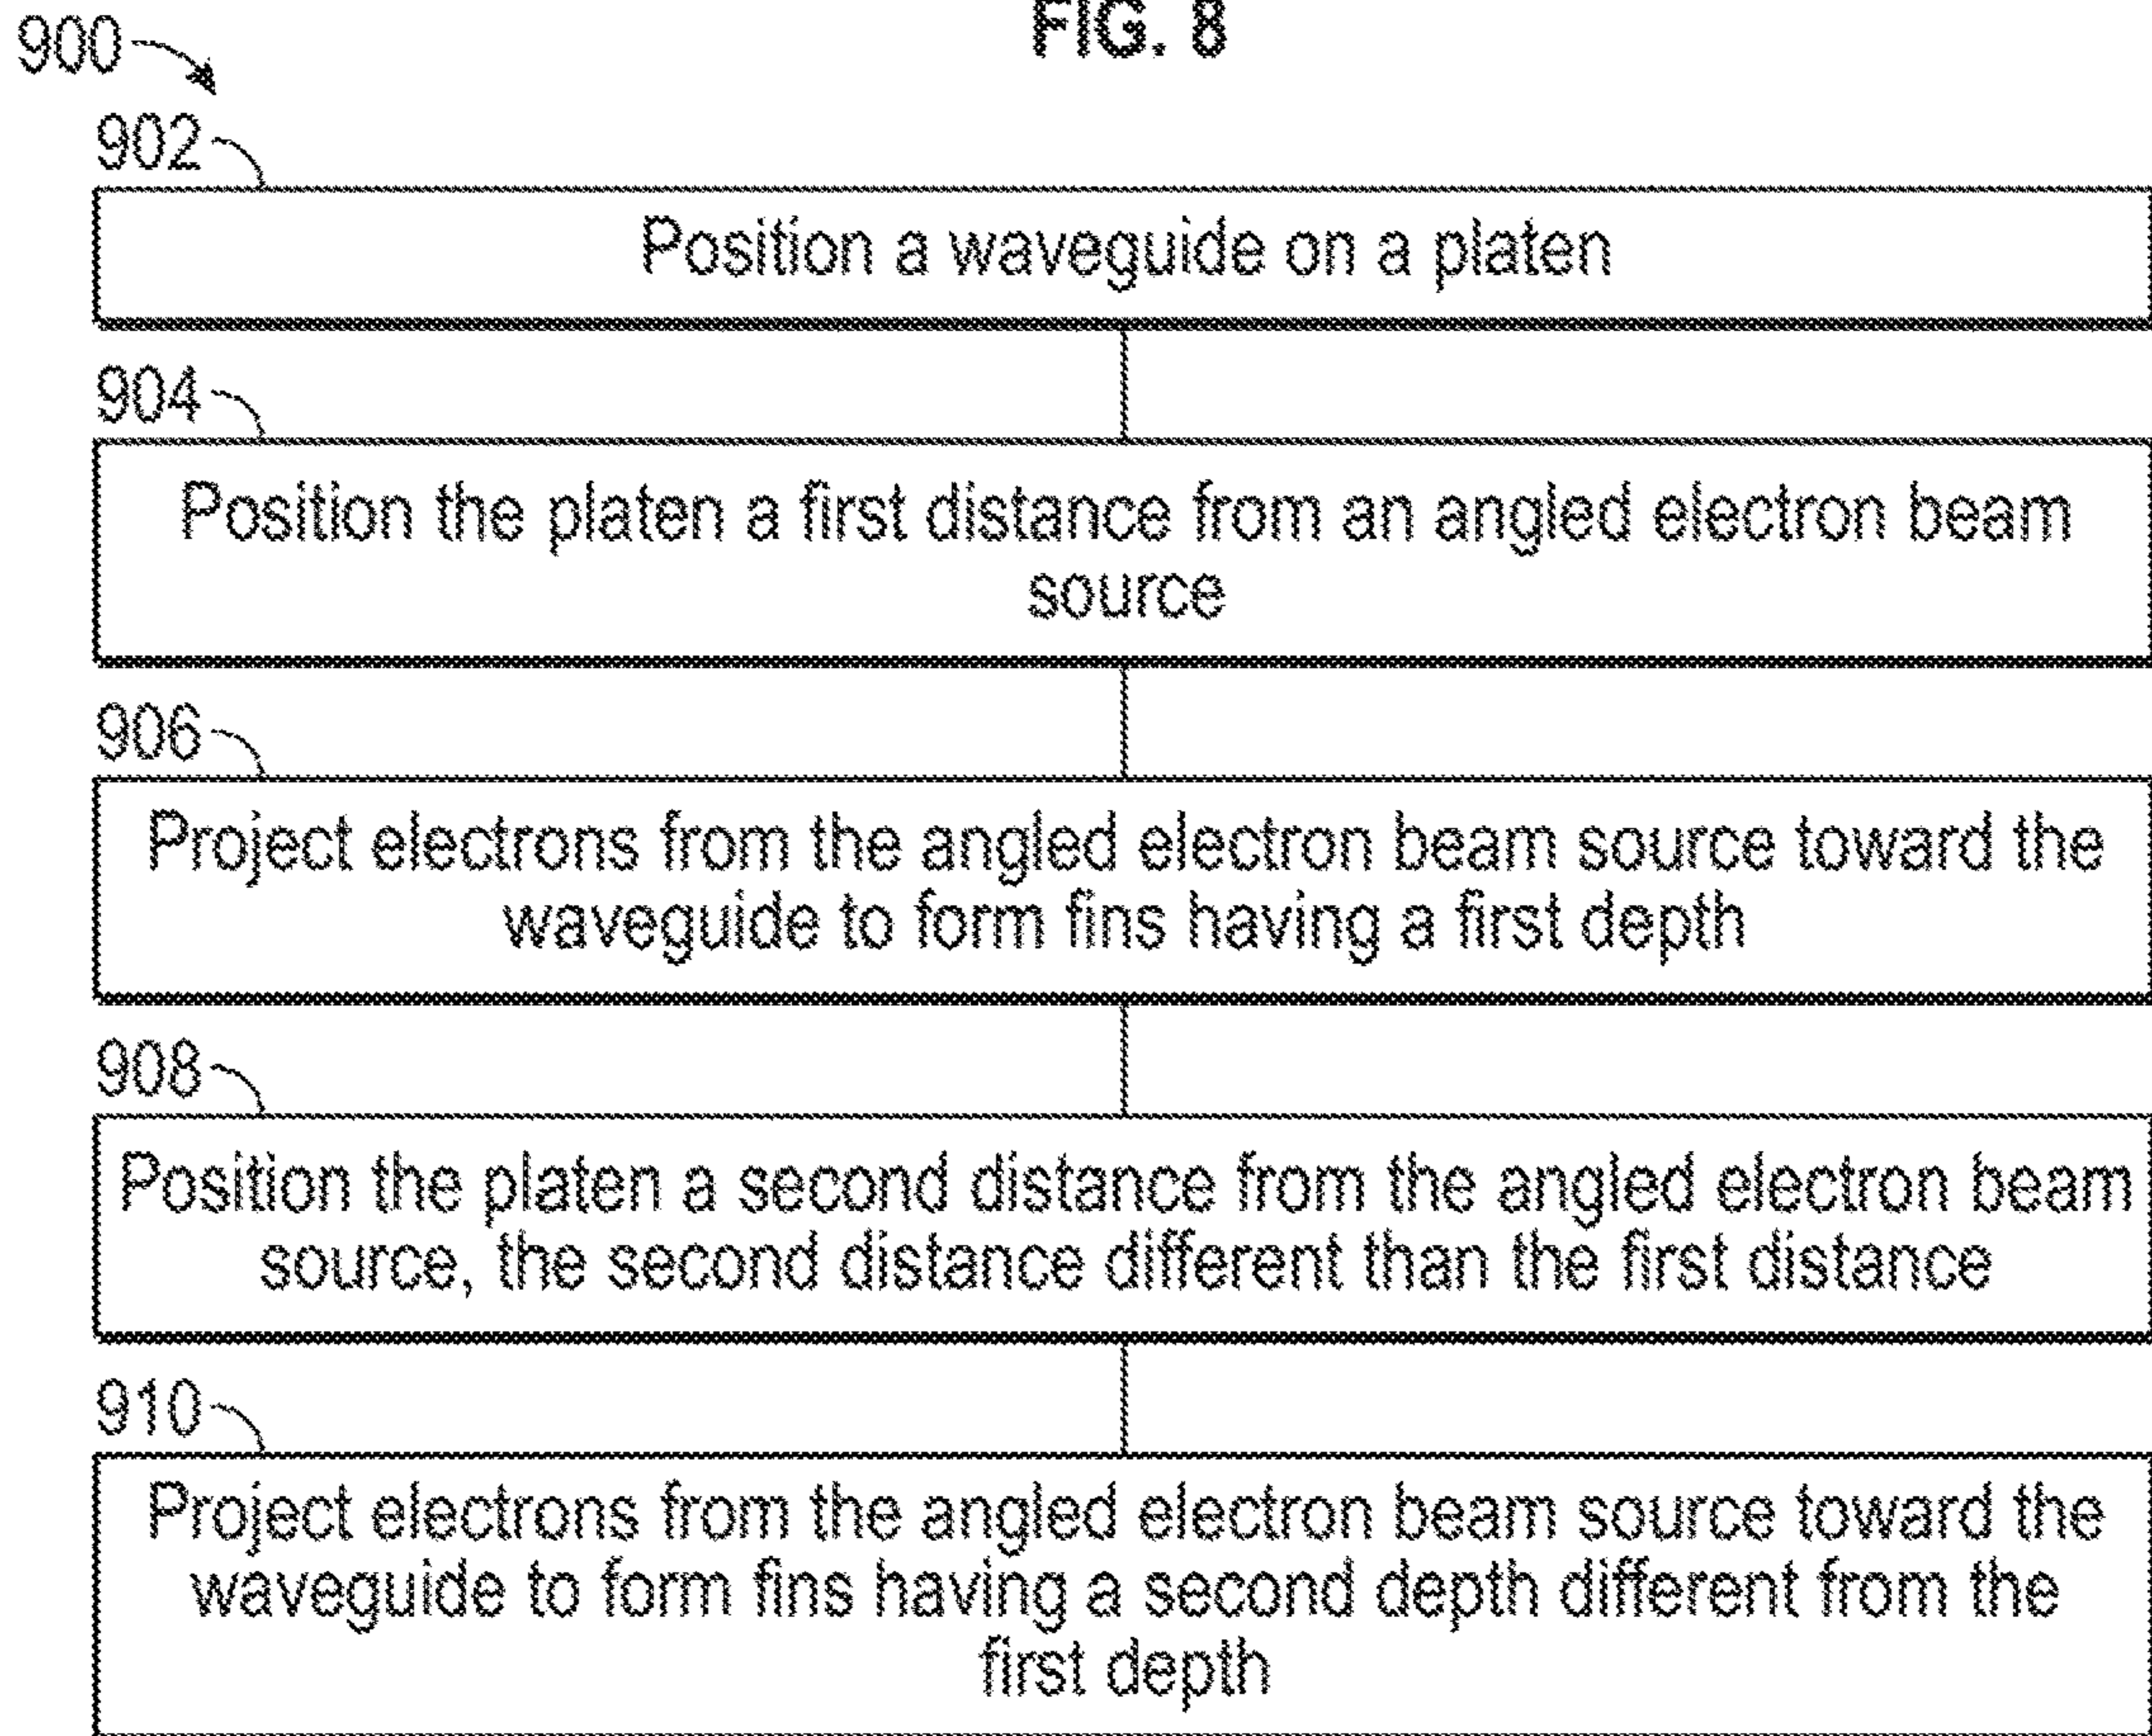 FIG. 8
900
902
Position a waveguide on a platen
904
Position the platen a first distance from an angled electron beam
source
906
Project electrons from the angled electron beam source toward the
waveguide to form fins having a first depth
908
Position the platen a second distance from the angled electron beam
source, the second distance different than the first distance
910
Project electrons from the angled electron beam source toward the
waveguide to form fins having a second depth different from the
first depth